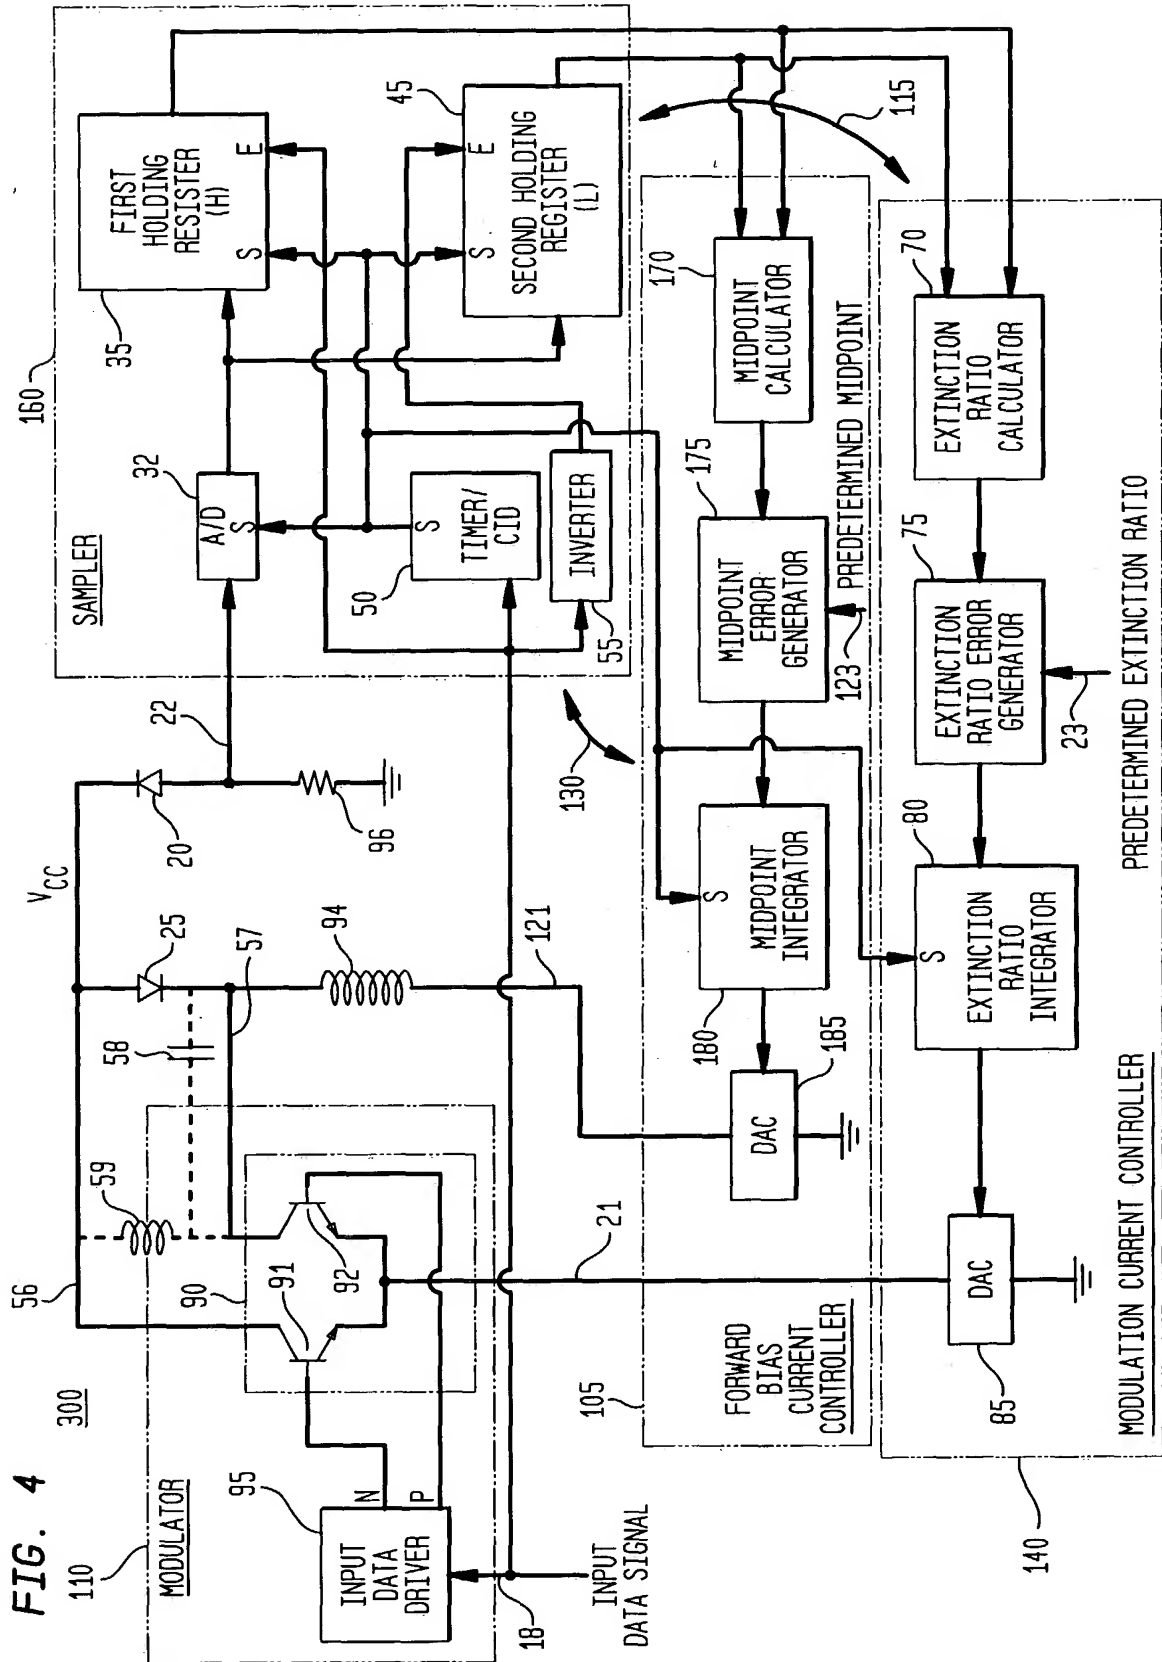 FIG. 4
300
110
MODULATOR
95
INPUT
DATA
DRIVER
N
P
18
INPUT
DATA SIGNAL
56
59
90
91
92
58
57
25
V_CC
20
22
94
96
121
21
130
160
SAMPLER
A/D
S
32
35
FIRST
HOLDING
RESISTER
(H)
S
E
45
SECOND HOLDING
REGISTER
(L)
S
E
50
TIMER/
CID
S
55
INVERTER
115
105
FORWARD
BIAS
CURRENT
CONTROLLER
DAC
185
180
MIDPOINT
INTEGRATOR
S
175
MIDPOINT
ERROR
GENERATOR
123
PREDETERMINED MIDPOINT
170
MIDPOINT
CALCULATOR
140
MODULATION CURRENT CONTROLLER
DAC
85
80
EXTINCTION
RATIO
INTEGRATOR
S
75
EXTINCTION
RATIO ERROR
GENERATOR
23
PREDETERMINED EXTINCTION RATIO
70
EXTINCTION
RATIO
CALCULATOR